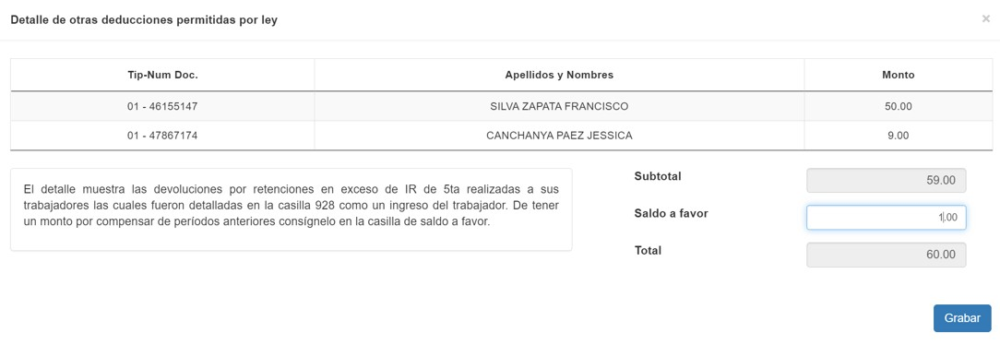 Detalle de otras deducciones permitidas por ley ×
Tip-Num Doc. Apellidos y Nombres Monto
01 - 46155147 SILVA ZAPATA FRANCISCO 50.00
01 - 47867174 CANCHANYA PAEZ JESSICA 9.00
El detalle muestra las devoluciones por retenciones en exceso de IR de 5ta realizadas a sus
trabajadores las cuales fueron detalladas en la casilla 928 como un ingreso del trabajador. De tener
un monto por compensar de períodos anteriores consígnelo en la casilla de saldo a favor.
Subtotal 59.00
Saldo a favor 1.00
Total 60.00
Grabar